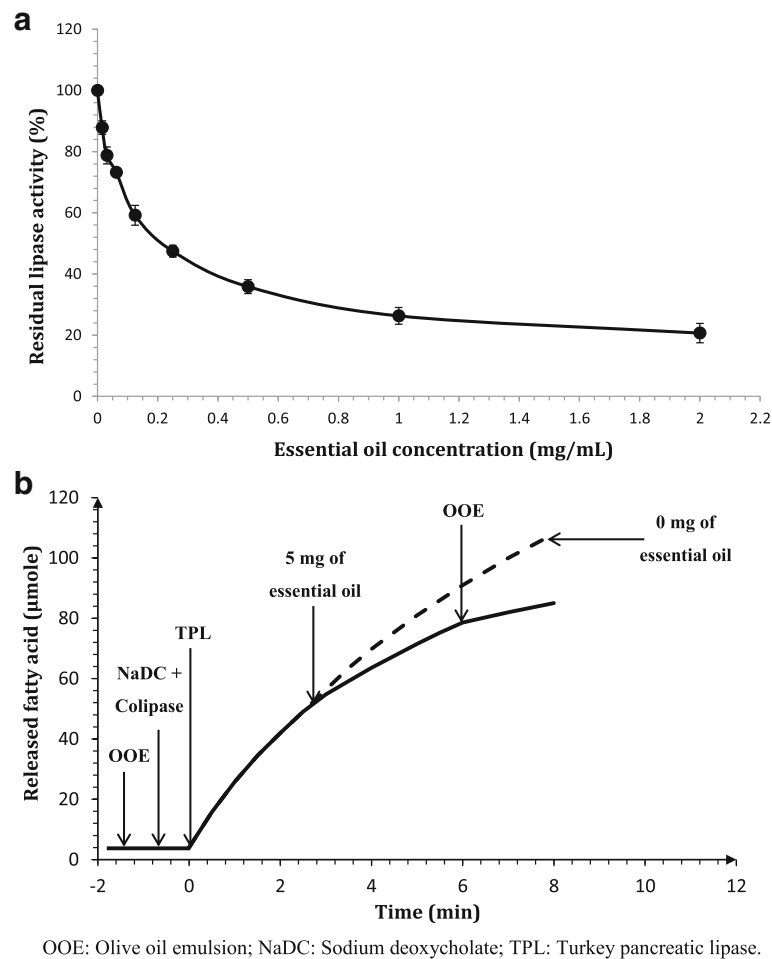 a
120
100
80
60
40
20
0
Residual lipase activity (%)
0 0.2 0.4 0.6 0.8 1 1.2 1.4 1.6 1.8 2 2.2
Essential oil concentration (mg/mL)
b
120
100
80
60
40
20
0
Released fatty acid (µmole)
OOE
NaDC +
Colipase
TPL
5 mg of
essential oil
OOE
0 mg of
essential oil
-2 0 2 4 6 8 10 12
Time (min)
OOE: Olive oil emulsion; NaDC: Sodium deoxycholate; TPL: Turkey pancreatic lipase.